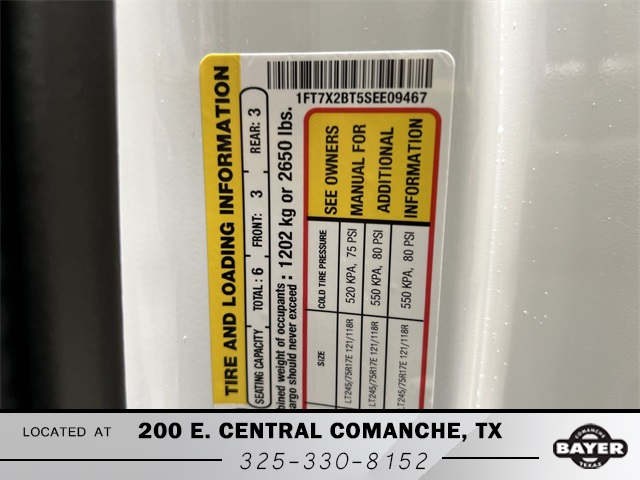 1FT7X2BT5SEE09467
TIRE AND LOADING INFORMATION
SEATING CAPACITY TOTAL: 6 FRONT: 3 REAR: 3
bined weight of occupants
argo should never exceed : 1202 kg or 2650 lbs.
SIZE COLD TIRE PRESSURE SEE OWNERS
LT245/75R17E 121/118R 520 KPA, 75 PSI MANUAL FOR
LT245/75R17E 121/118R 550 KPA, 80 PSI ADDITIONAL
LT245/75R17E 121/118R 550 KPA, 80 PSI INFORMATION
LOCATED AT 200 E. CENTRAL COMANCHE, TX
325-330-8152
COMANCHE
BAYER
TEXAS